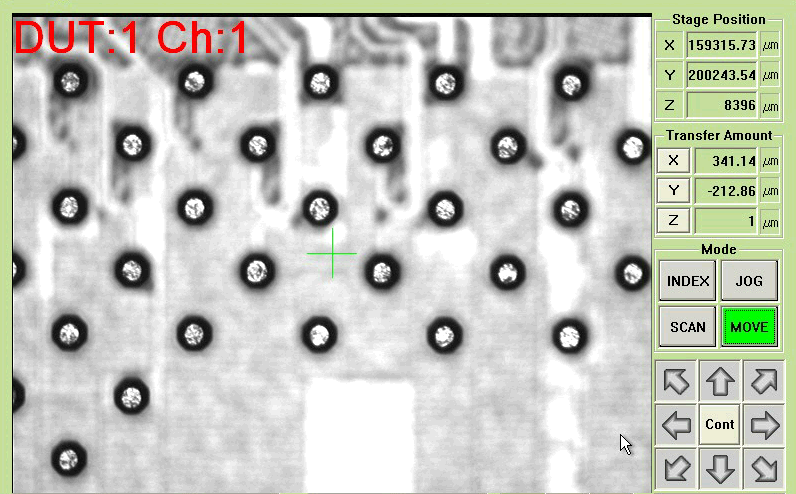 DUT:1 Ch:1
Stage Position
X 159315.73 µm
Y 200243.54 µm
Z 8396 µm
Transfer Amount
X 341.14 µm
Y -212.86 µm
Z 1 µm
Mode
INDEX JOG
SCAN MOVE
Cont